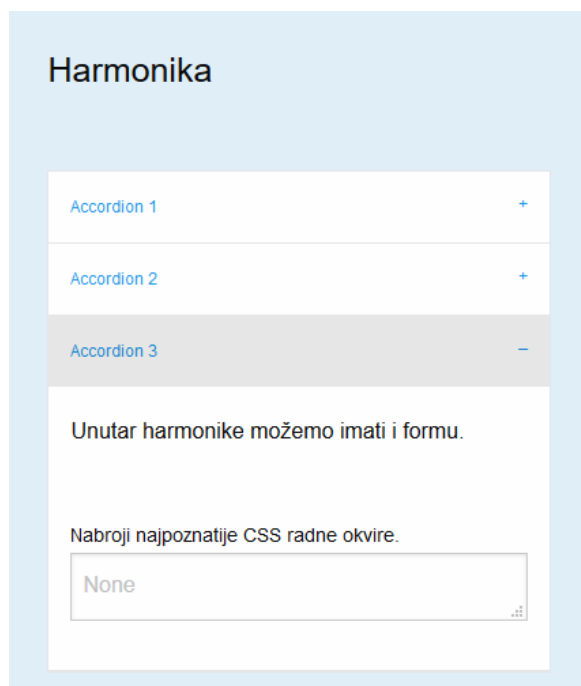 Harmonika
Accordion 1 +
Accordion 2 +
Accordion 3 –
Unutar harmonike možemo imati i formu.
Nabroji najpoznatije CSS radne okvire.
None